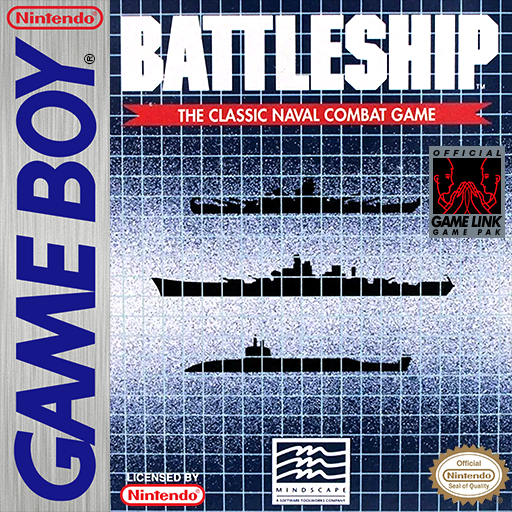 Nintendo
GAME BOY
®
BATTLESHIP
™
THE CLASSIC NAVAL COMBAT GAME
OFFICIAL
GAME LINK
GAME PAK
LICENSED BY
Nintendo
MINDSCAPE
A SOFTWARE TOOLWORKS COMPANY
Official
Nintendo
Seal of Quality